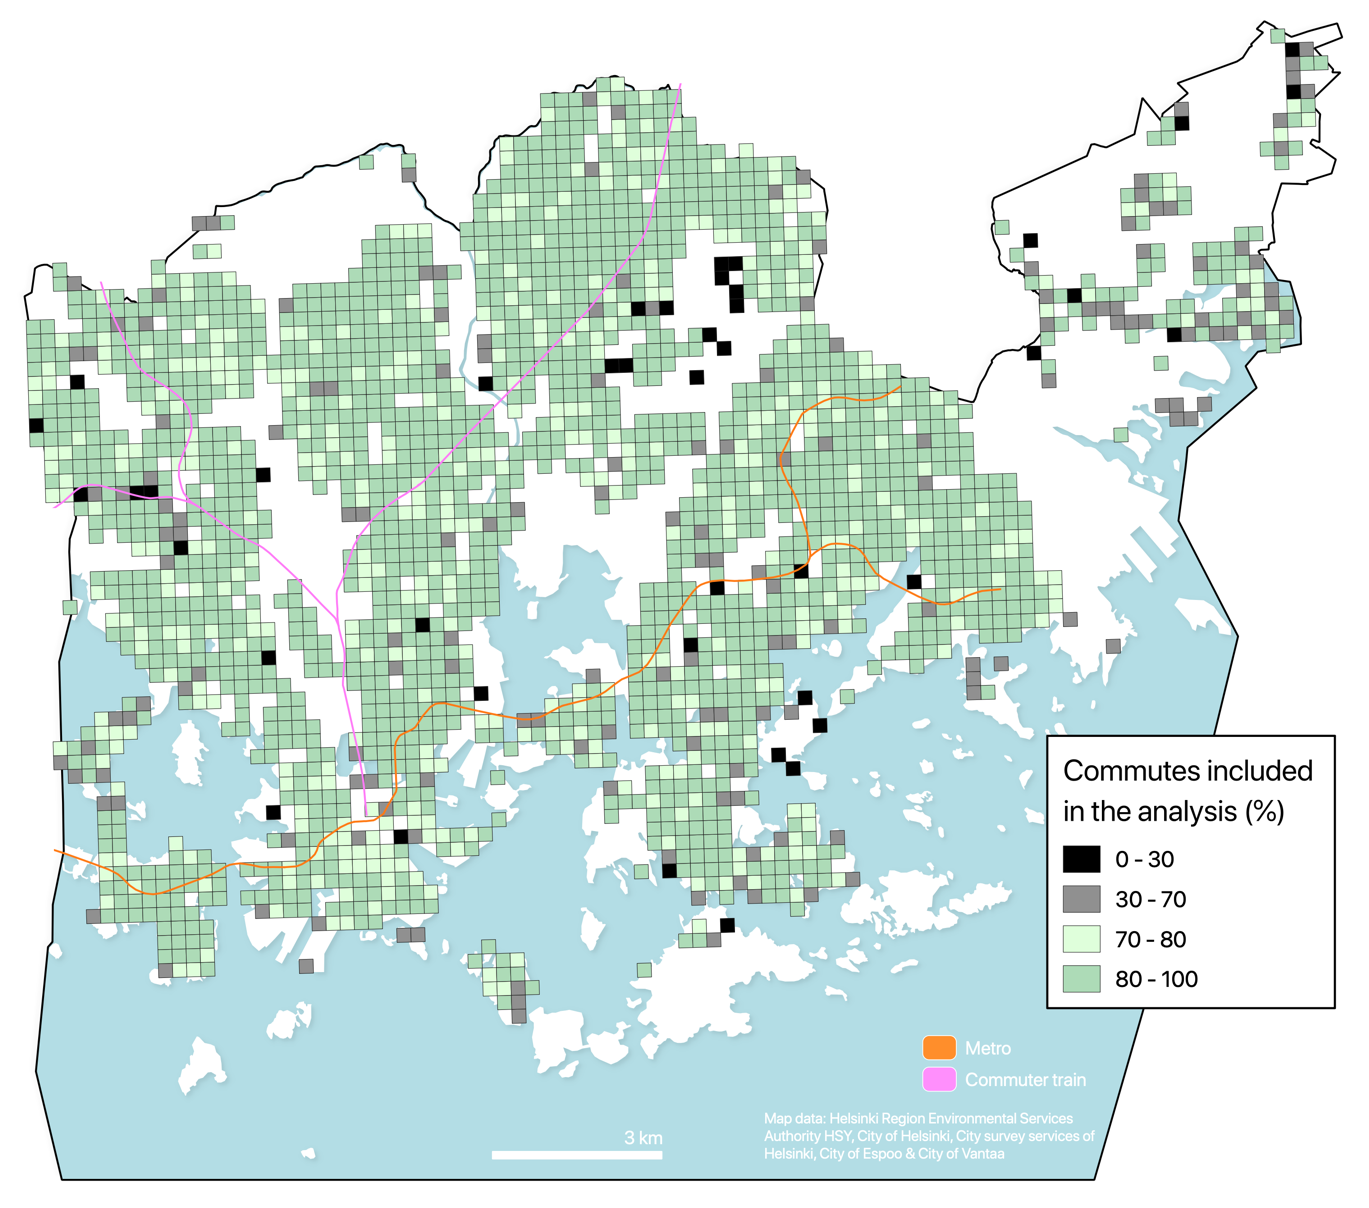 Commutes included
in the analysis (%)
0 - 30
30 - 70
70 - 80
80 - 100
Metro
Commuter train
3 km
Map data: Helsinki Region Environmental Services
Authority HSY, City of Helsinki, City survey services of
Helsinki, City of Espoo & City of Vantaa